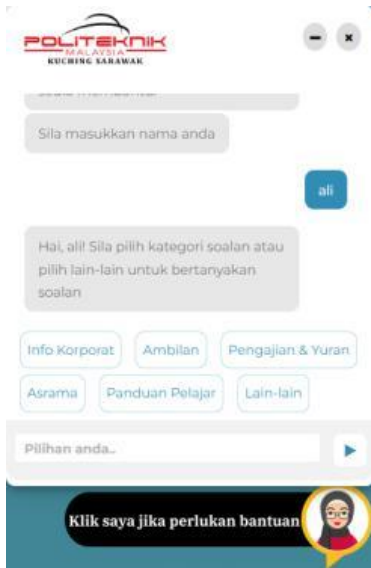 POLITEKNIK
MALAYSIA
KUCHING SARAWAK
Sila masukkan nama anda
ali
Hai, ali! Sila pilih kategori soalan atau
pilih lain-lain untuk bertanyakan
soalan
Info Korporat Ambilan Pengajian & Yuran
Asrama Panduan Pelajar Lain-lain
Pilihan anda..
Klik saya jika perlukan bantuan